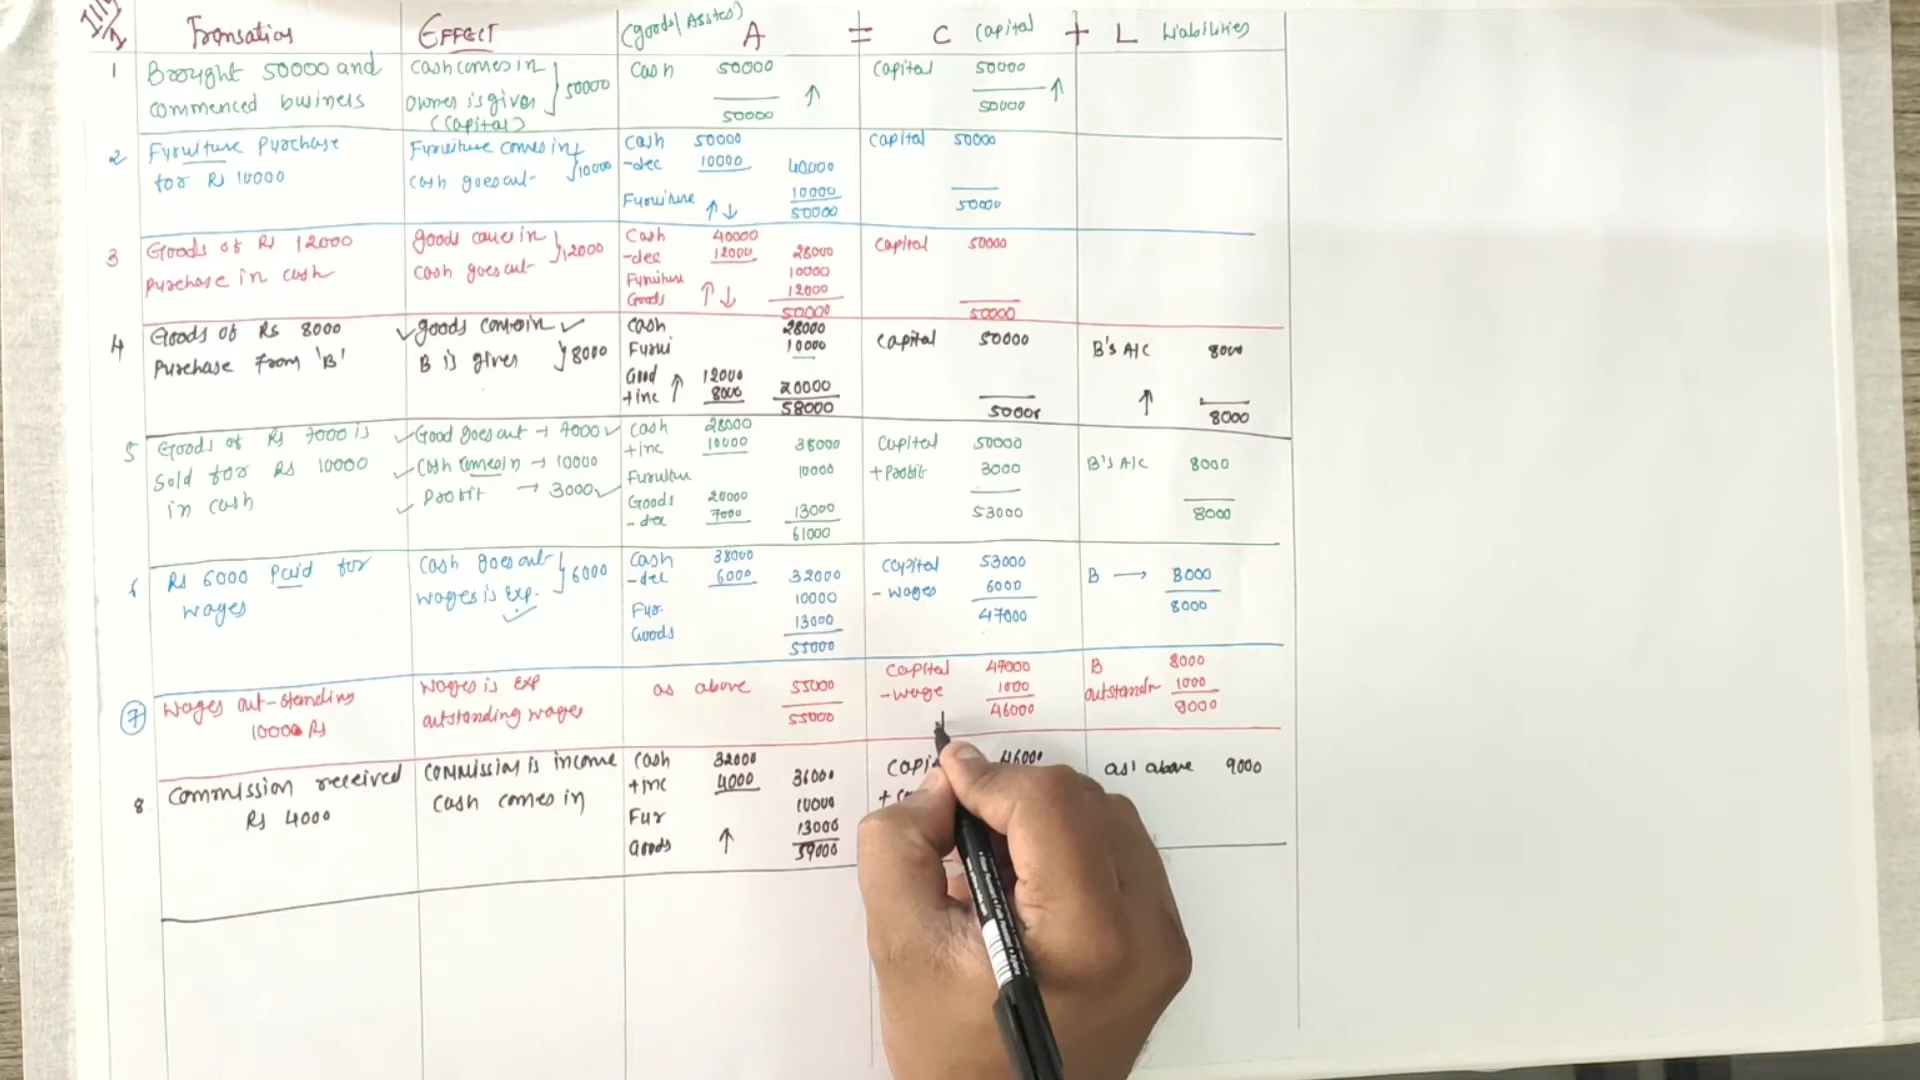 Ill/2 Transation EFFECT (goods/Asstes) A = C Capital + L Liabilities
1 Brought 50000 and commenced business
cash comes in
owner is giver
(Capital)
50000
Cash 50000
50000 ↑
capital 50000
50000 ↑
2 Furniture Purchase
for Rs 10000
Furniture comes in
cash goes out
10000
Cash 50000
-dec 10000 40000
Furniture 10000
↑↓ 50000
capital 50000
50000
3 Goods of Rs 12000
purchase in cash
goods comes in
cash goes out
12000
Cash 40000
-dec 12000 28000
Furniture 10000
Goods ↑↓ 12000
50000
capital 50000
50000
4 Goods of Rs 8000
Purchase from 'B'
✓ goods come in ✓
B is giver
8000
Cash 28000
Furni 10000
Good ↑ 12000
+inc 8000 20000
58000
capital 50000
50000
B's A/C 8000
↑
8000
5 Goods of Rs 7000 is
Sold for Rs 10000
in cash
✓ Good goes out → 7000 ✓
✓ Cash comes in → 10000
✓ Profit → 3000 ✓
Cash 28000
+inc 10000 38000
Furniture 10000
Goods 20000
-dec 7000 13000
61000
Capital 50000
+Profit 3000
53000
B's A/C 8000
8000
6 Rs 6000 Paid for
wages
Cash goes out
wages is Exp.
6000
Cash 38000
-dec 6000 32000
Fur. 10000
Goods 13000
55000
capital 53000
- wages 6000
47000
B → 8000
8000
7 Wages out-standing
1000 Rs
Wages is Exp
outstanding wages
as above 55000
55000
capital 47000
-wage 1000
46000
B 8000
outstandn 1000
9000
8 Commission received
Rs 4000
Commission is income
cash comes in
Cash 32000
+inc 4000 36000
Fur 10000
Goods ↑ 13000
59000
46000
as above 9000